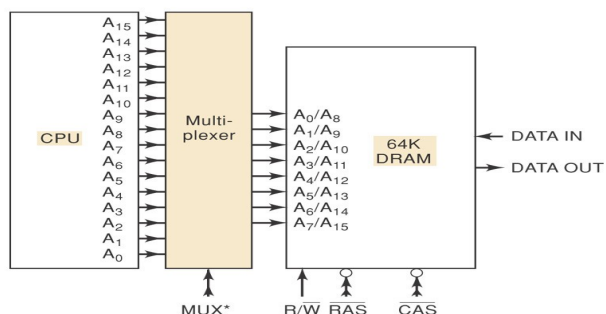 A15
A14
A13
A12
A11
A10
A9
A8
A7
A6
A5
A4
A3
A2
A1
A0
CPU
Multi-
plexer
MUX*
A0/A8
A1/A9
A2/A10
A3/A11
A4/A12
A5/A13
A6/A14
A7/A15
64K
DRAM
DATA IN
DATA OUT
R/W̅ R̅A̅S̅ C̅A̅S̅